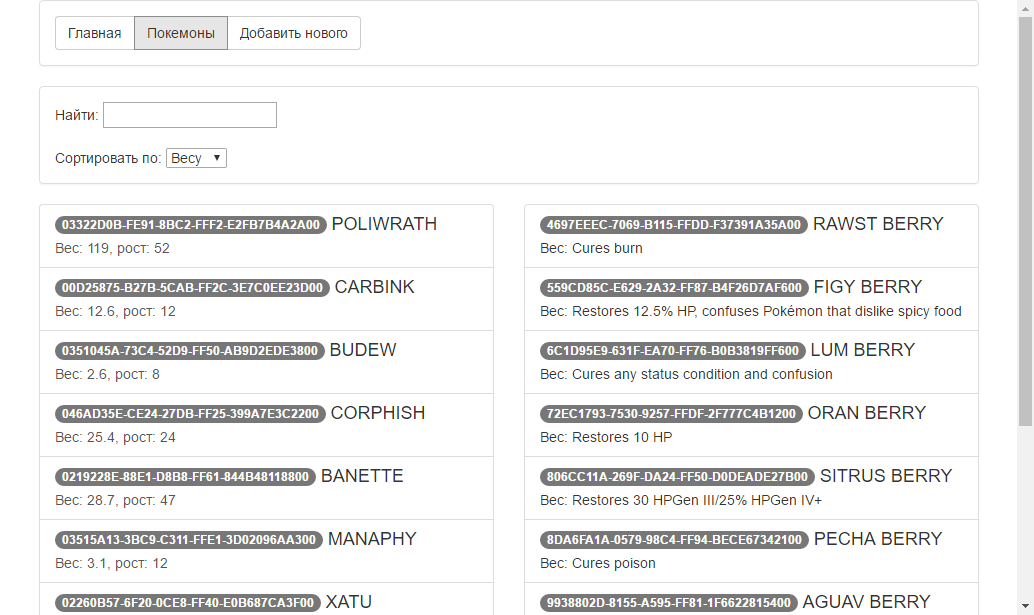 Главная Покемоны Добавить нового
Найти:
Сортировать по: Весу
03322D0B-FE91-8BC2-FFF2-E2FB7B4A2A00 POLIWRATH
Вес: 119, рост: 52
00D25875-B27B-5CAB-FF2C-3E7C0EE23D00 CARBINK
Вес: 12.6, рост: 12
0351045A-73C4-52D9-FF50-AB9D2EDE3800 BUDEW
Вес: 2.6, рост: 8
046AD35E-CE24-27DB-FF25-399A7E3C2200 CORPHISH
Вес: 25.4, рост: 24
0219228E-88E1-D8B8-FF61-844B48118800 BANETTE
Вес: 28.7, рост: 47
03515A13-3BC9-C311-FFE1-3D02096AA300 MANAPHY
Вес: 3.1, рост: 12
02260B57-6F20-0CE8-FF40-E0B687CA3F00 XATU
4697EEEC-7069-B115-FFDD-F37391A35A00 RAWST BERRY
Вес: Cures burn
559CD85C-E629-2A32-FF87-B4F26D7AF600 FIGY BERRY
Вес: Restores 12.5% HP, confuses Pokémon that dislike spicy food
6C1D95E9-631F-EA70-FF76-B0B3819FF600 LUM BERRY
Вес: Cures any status condition and confusion
72EC1793-7530-9257-FFDF-2F777C4B1200 ORAN BERRY
Вес: Restores 10 HP
806CC11A-269F-DA24-FF50-D0DEADE27B00 SITRUS BERRY
Вес: Restores 30 HPGen III/25% HPGen IV+
8DA6FA1A-0579-98C4-FF94-BECE67342100 PECHA BERRY
Вес: Cures poison
9938802D-8155-A595-FF81-1F6622815400 AGUAV BERRY